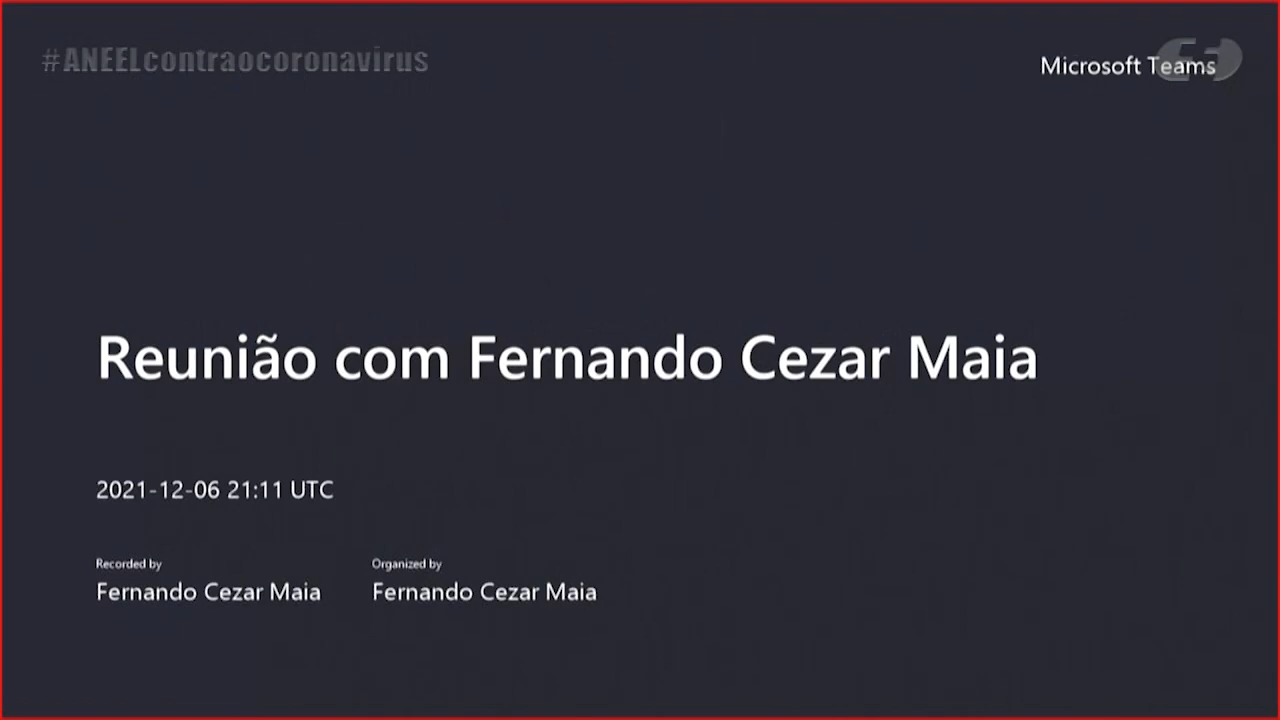 #ANEELcontraocoronavirus
Microsoft Teams
Reunião com Fernando Cezar Maia
2021-12-06 21:11 UTC
Recorded by
Fernando Cezar Maia
Organized by
Fernando Cezar Maia